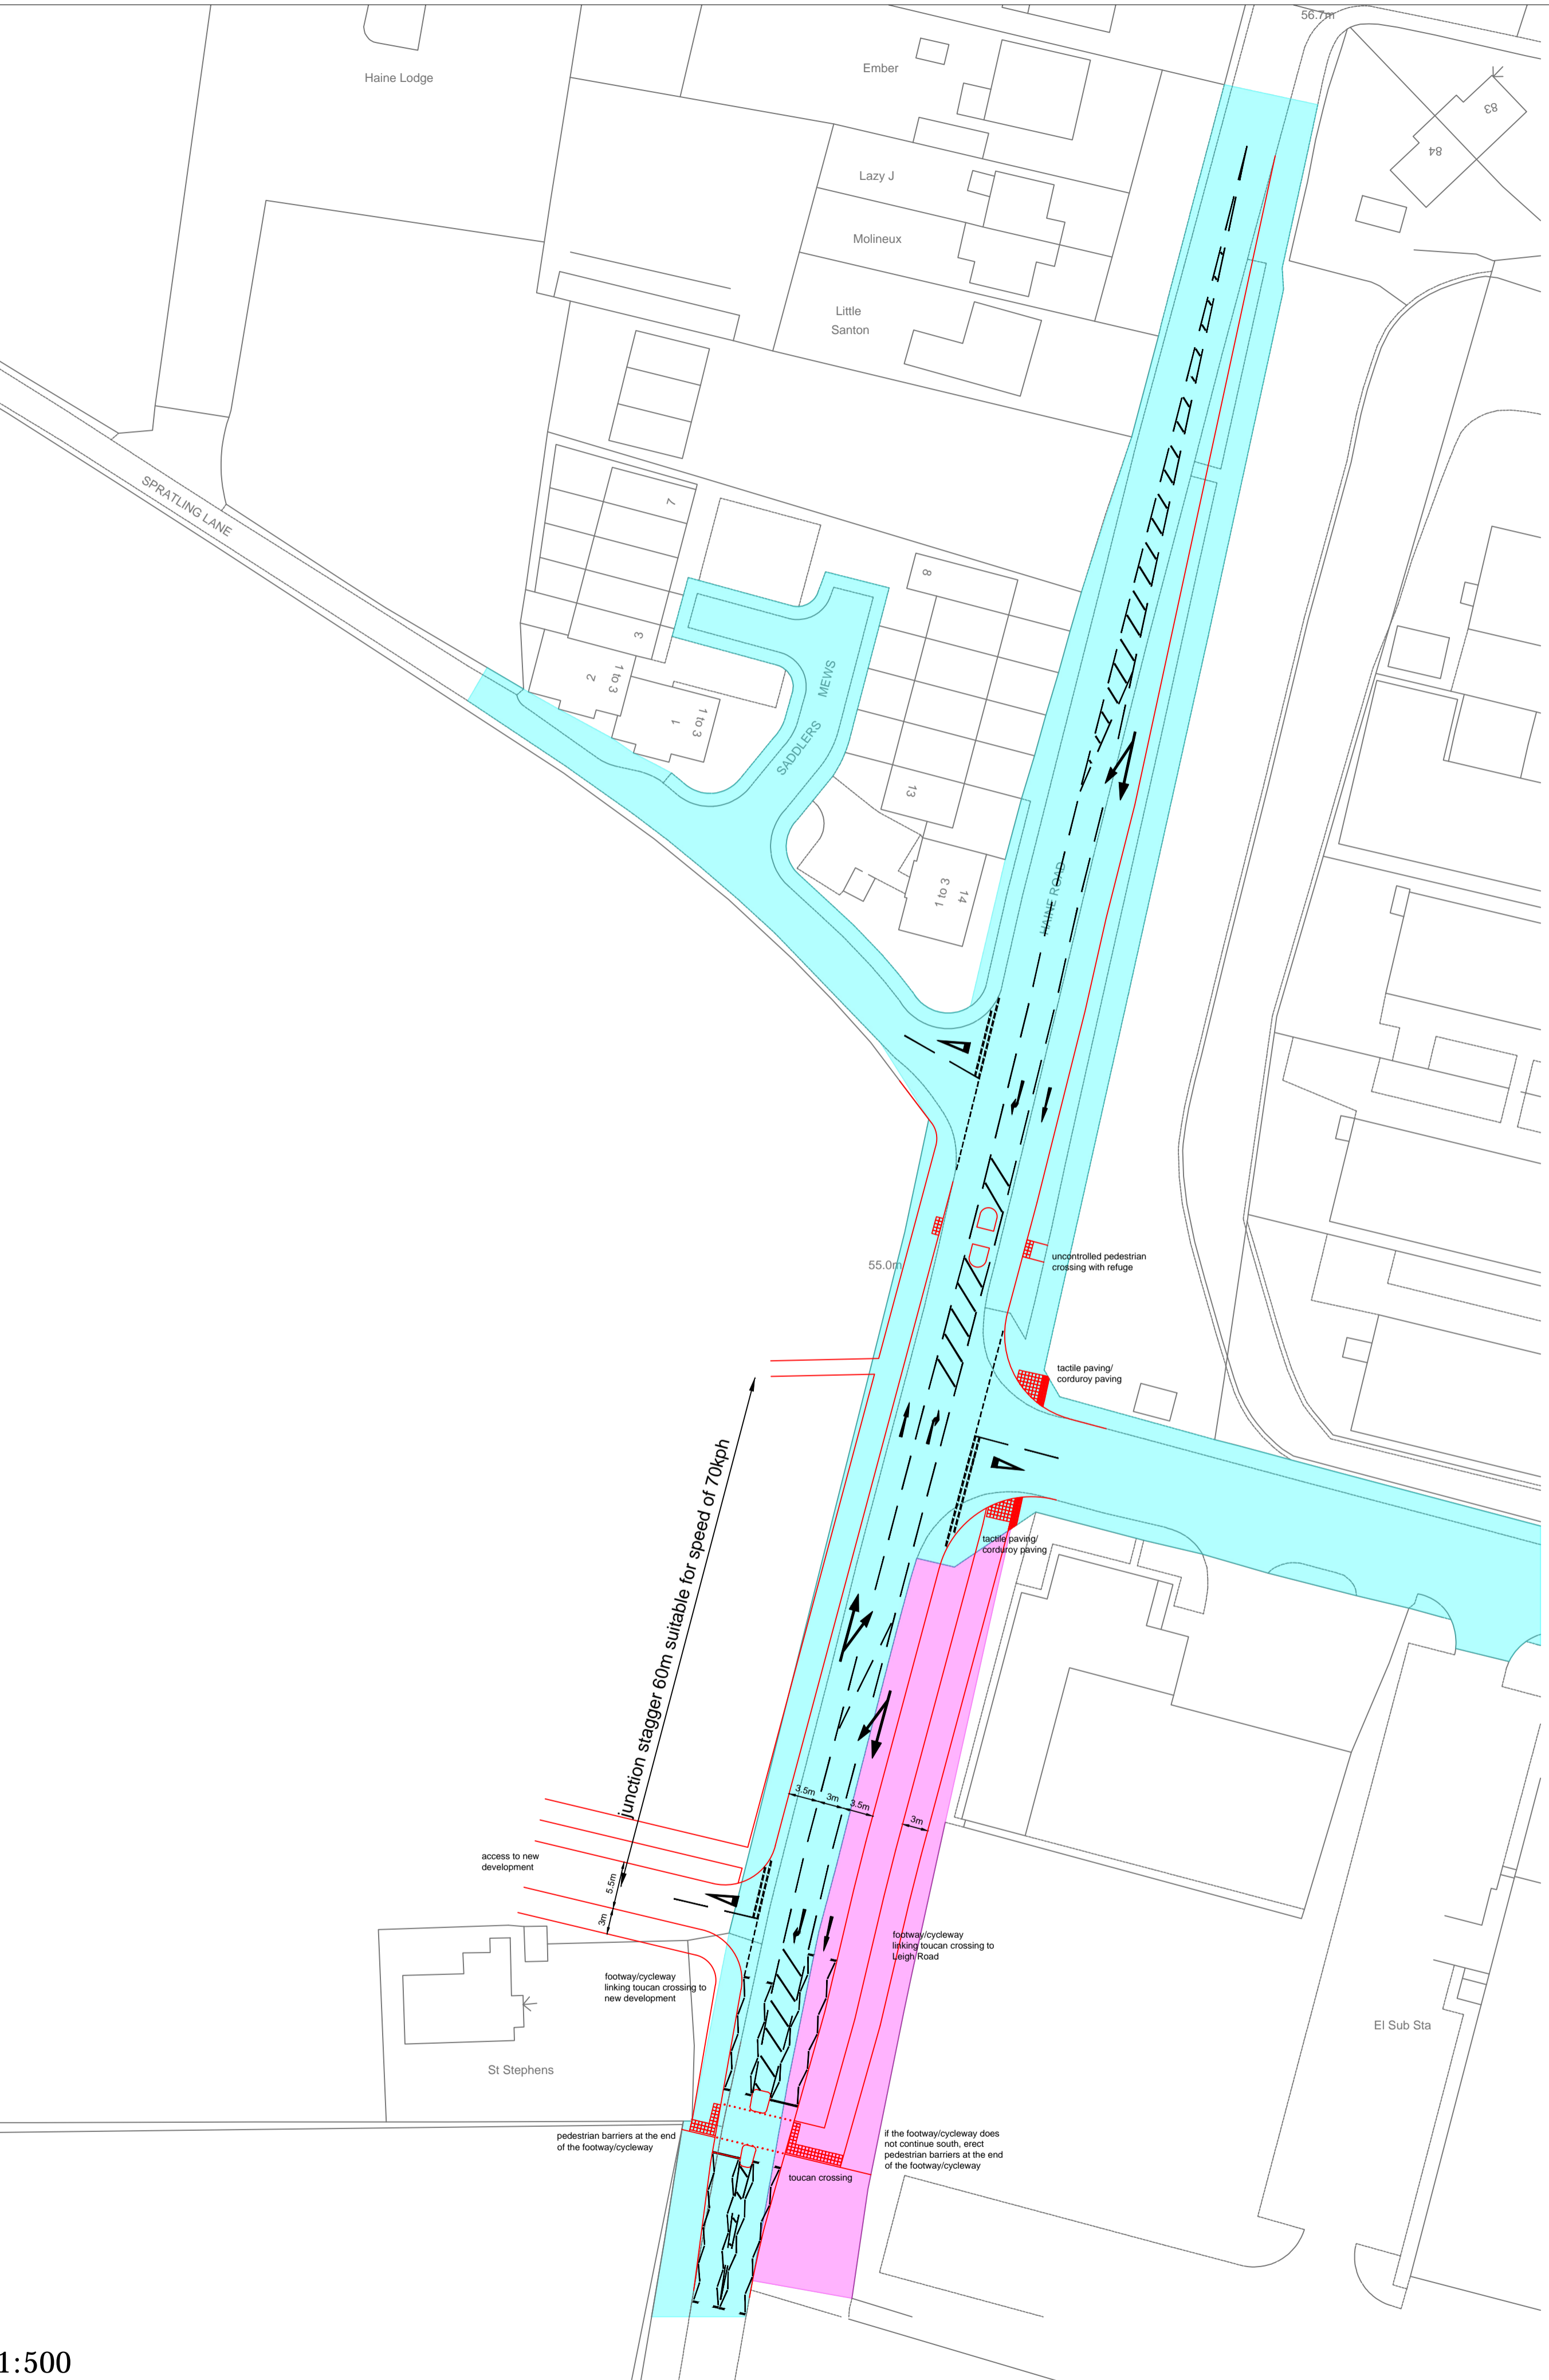 56.7m
Haine Lodge
Ember
83
84
Lazy J
Molineux
Little
Santon
SPRATLING LANE
7
8
3
2
1 to 3
1
1 to 3
SADDLERS
MEWS
13
1 to 3
14
HAINE ROAD
55.0m
uncontrolled pedestrian
crossing with refuge
tactile paving/
corduroy paving
junction stagger 60m suitable for speed of 70kph
tactile paving/
corduroy paving
3.5m
3m
3.5m
3m
access to new
development
5.5m
3m
footway/cycleway
linking toucan crossing to
Leigh Road
footway/cycleway
linking toucan crossing to
new development
El Sub Sta
St Stephens
pedestrian barriers at the end
of the footway/cycleway
if the footway/cycleway does
not continue south, erect
pedestrian barriers at the end
of the footway/cycleway
toucan crossing
1:500